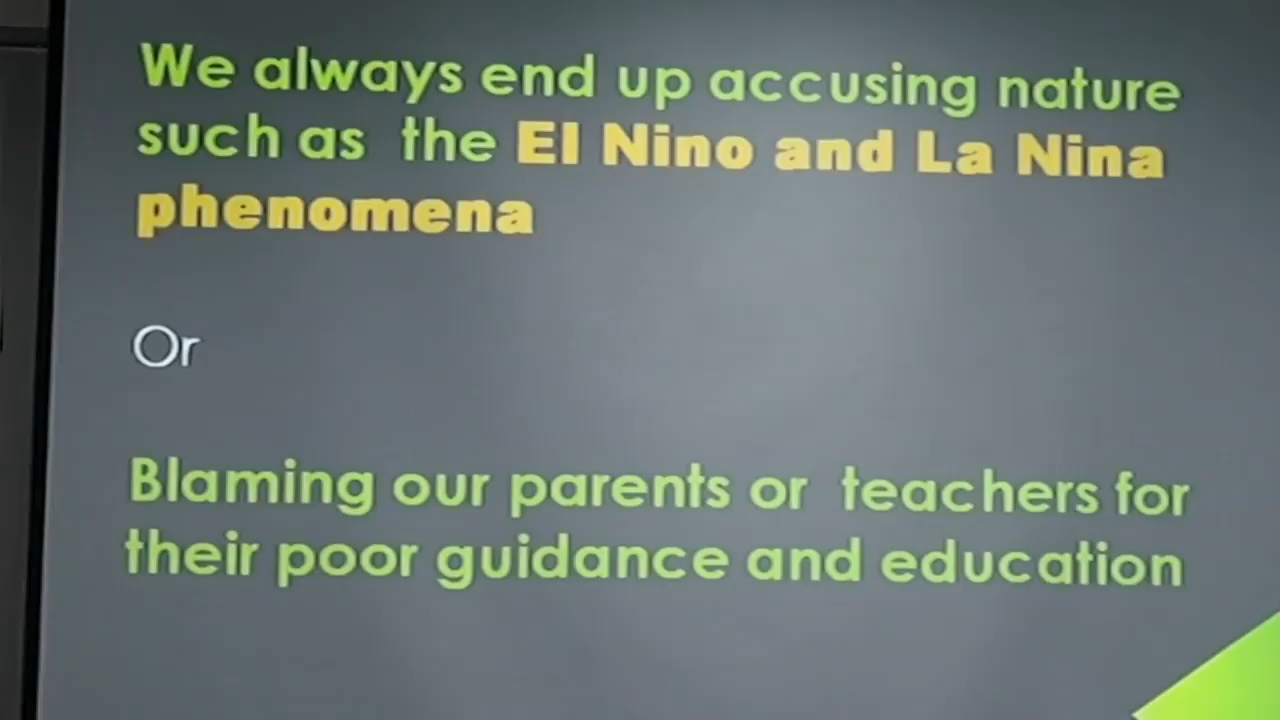 We always end up accusing nature
such as the El Nino and La Nina
phenomena
Or
Blaming our parents or teachers for
their poor guidance and education